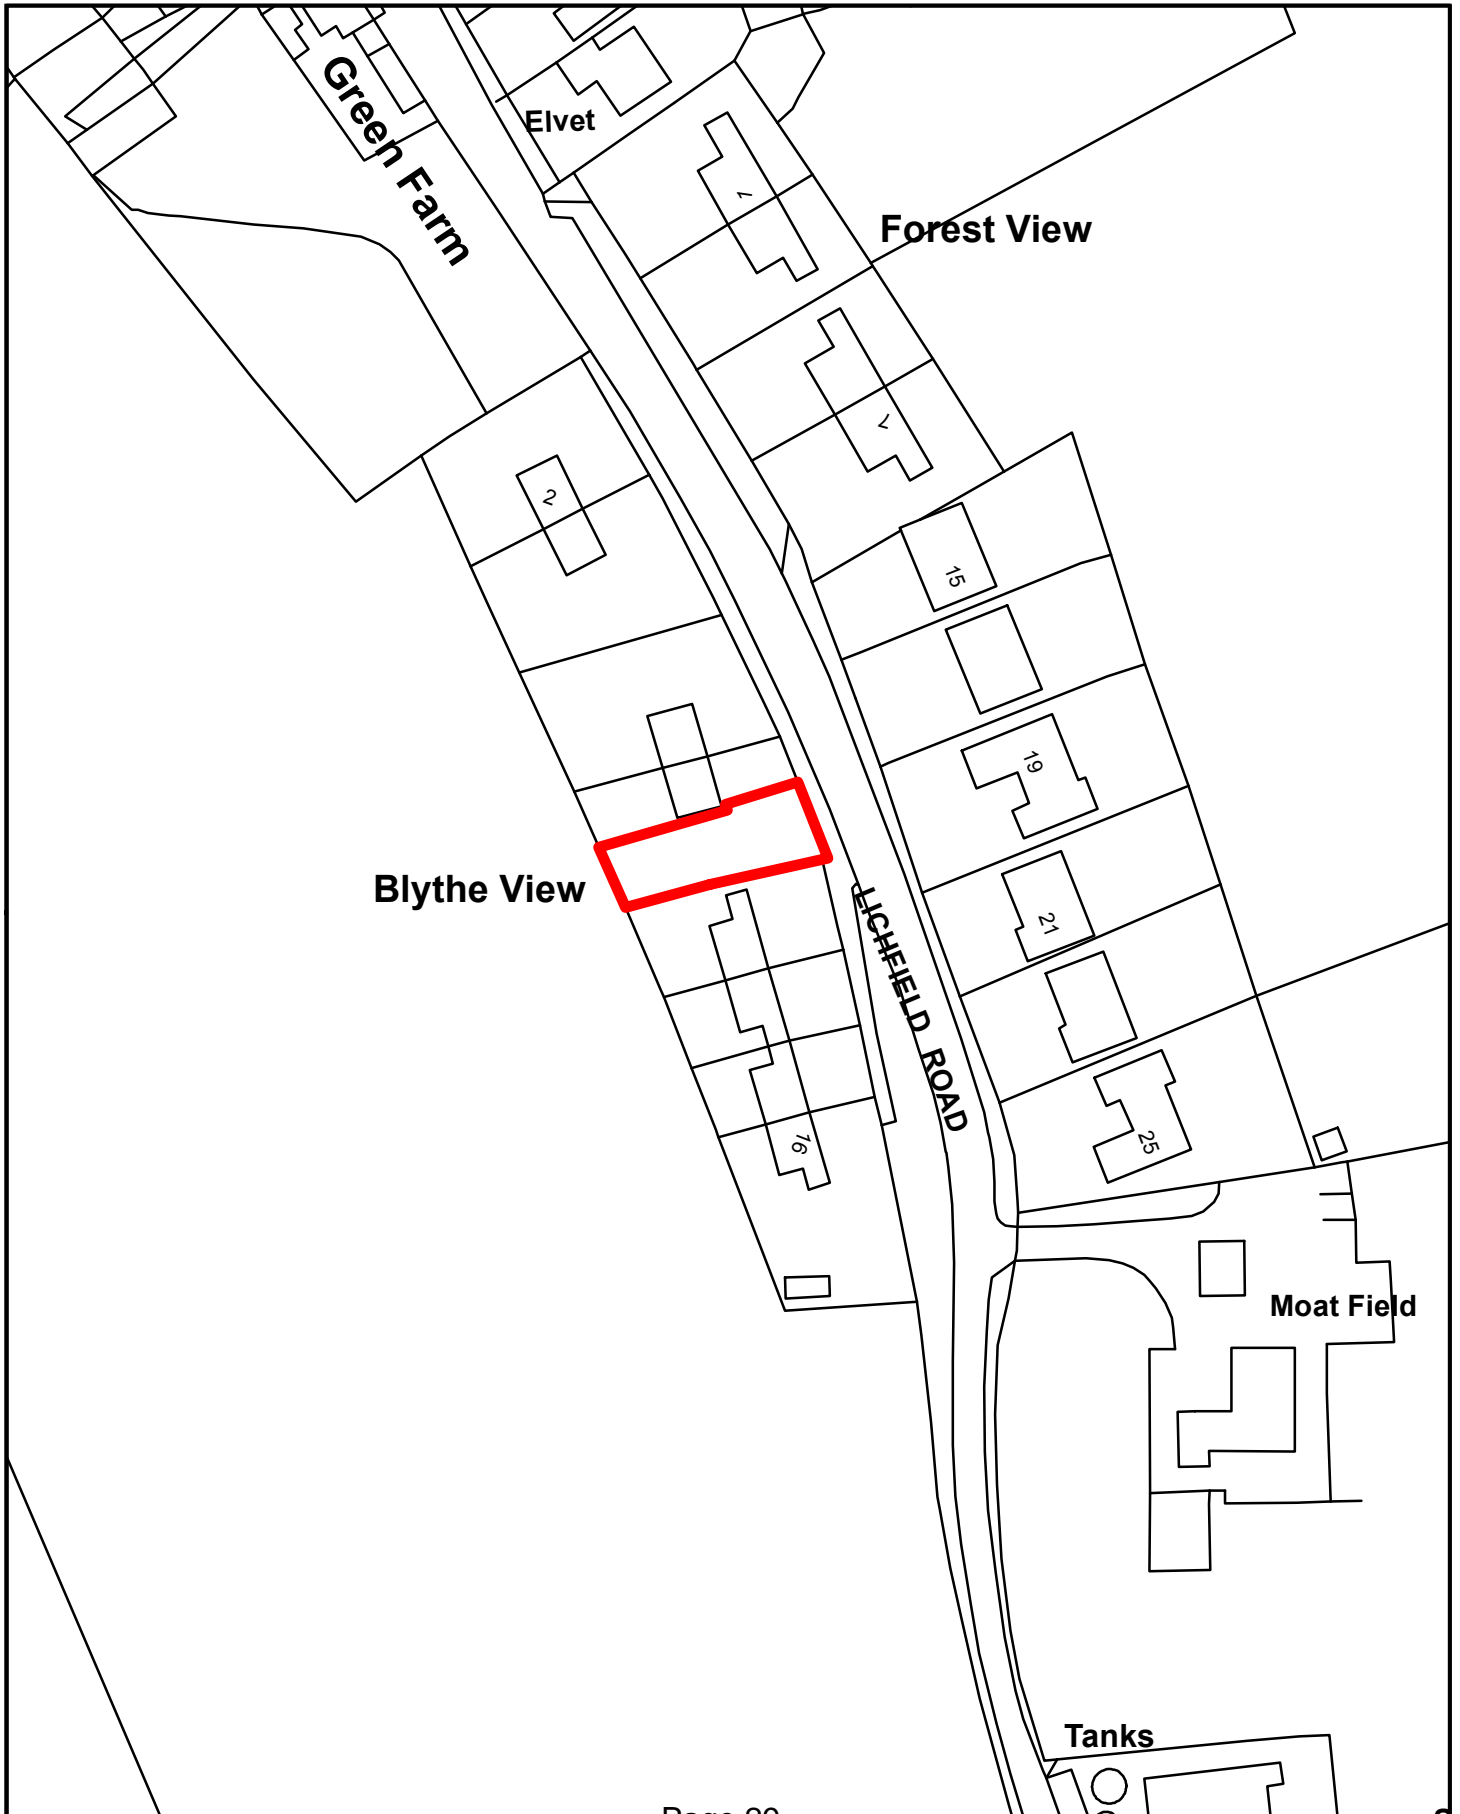 Green Farm
Elvet
Forest View
2
15
19
Blythe View
21
LICHFIELD ROAD
25
16
Moat Field
Tanks